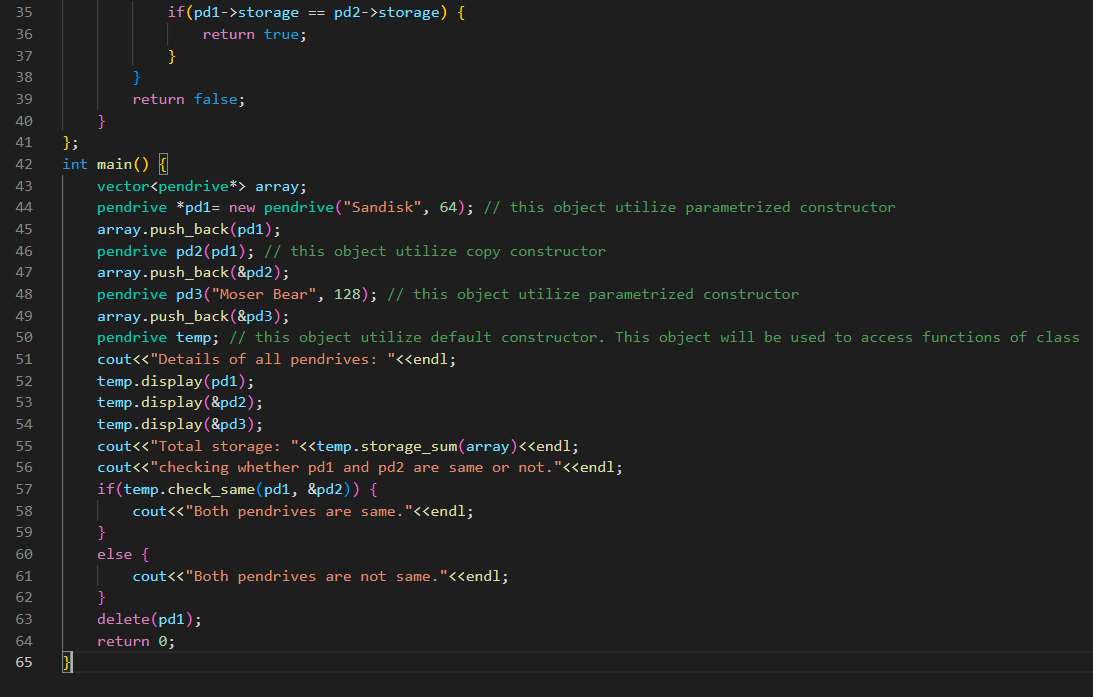 35 if(pd1->storage == pd2->storage) {
36 return true;
37 }
38 }
39 return false;
40 }
41 };
42 int main() {
43 vector<pendrive*> array;
44 pendrive *pd1= new pendrive("Sandisk", 64); // this object utilize parametrized constructor
45 array.push_back(pd1);
46 pendrive pd2(pd1); // this object utilize copy constructor
47 array.push_back(&pd2);
48 pendrive pd3("Moser Bear", 128); // this object utilize parametrized constructor
49 array.push_back(&pd3);
50 pendrive temp; // this object utilize default constructor. This object will be used to access functions of class
51 cout<<"Details of all pendrives: "<<endl;
52 temp.display(pd1);
53 temp.display(&pd2);
54 temp.display(&pd3);
55 cout<<"Total storage: "<<temp.storage_sum(array)<<endl;
56 cout<<"checking whether pd1 and pd2 are same or not."<<endl;
57 if(temp.check_same(pd1, &pd2)) {
58 cout<<"Both pendrives are same."<<endl;
59 }
60 else {
61 cout<<"Both pendrives are not same."<<endl;
62 }
63 delete(pd1);
64 return 0;
65 }